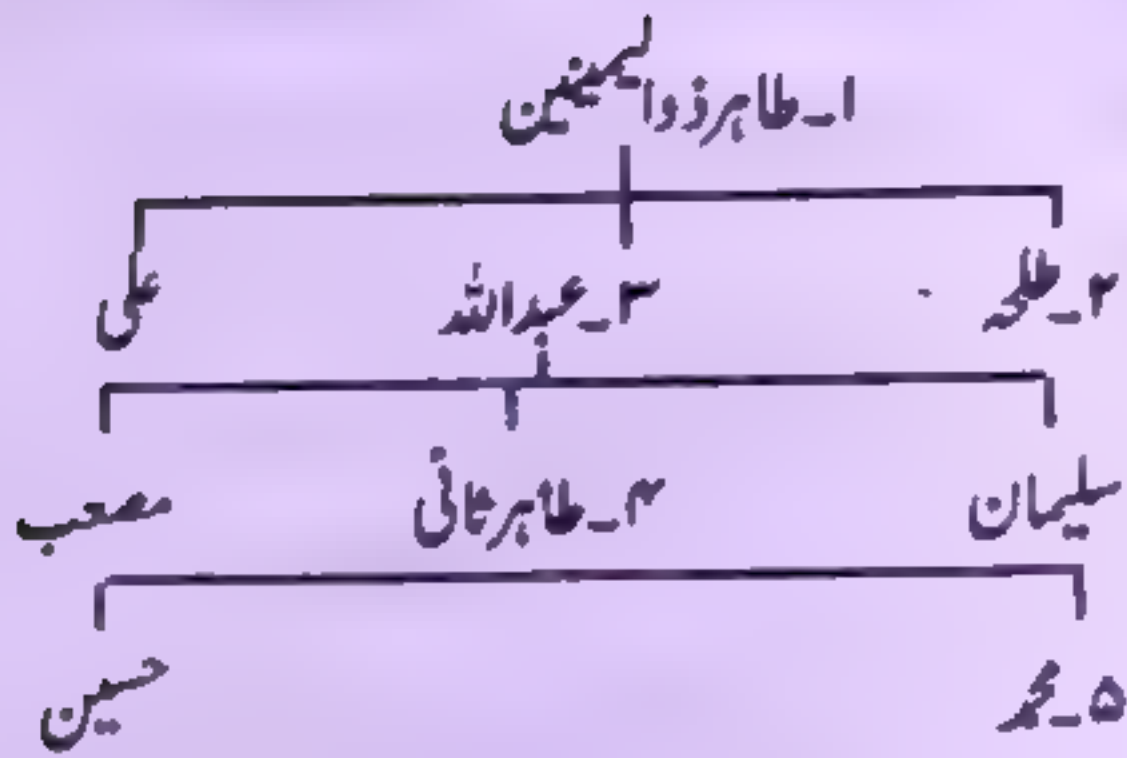 ۱۔ طاہر ذوالیمینین
۲۔ طلحہ ۳۔ عبداللہ علی
سلیمان ۴۔ طاہر ثانی مصعب
۵۔ محمد حسین